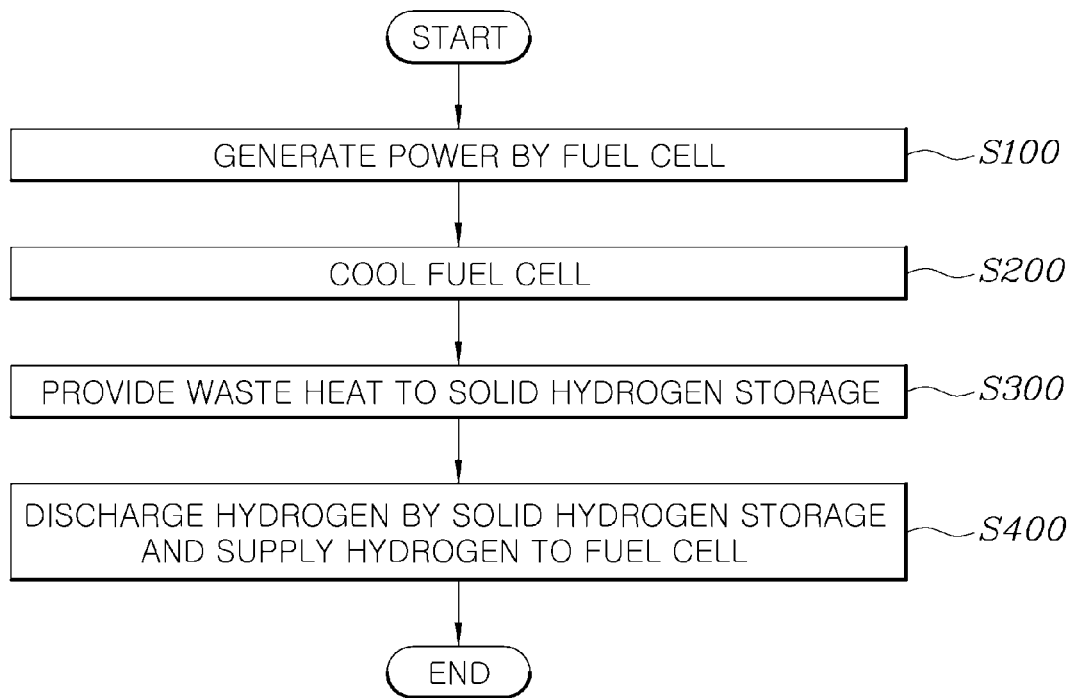 START
GENERATE POWER BY FUEL CELL
S100
COOL FUEL CELL
S200
PROVIDE WASTE HEAT TO SOLID HYDROGEN STORAGE
S300
DISCHARGE HYDROGEN BY SOLID HYDROGEN STORAGE
AND SUPPLY HYDROGEN TO FUEL CELL
S400
END